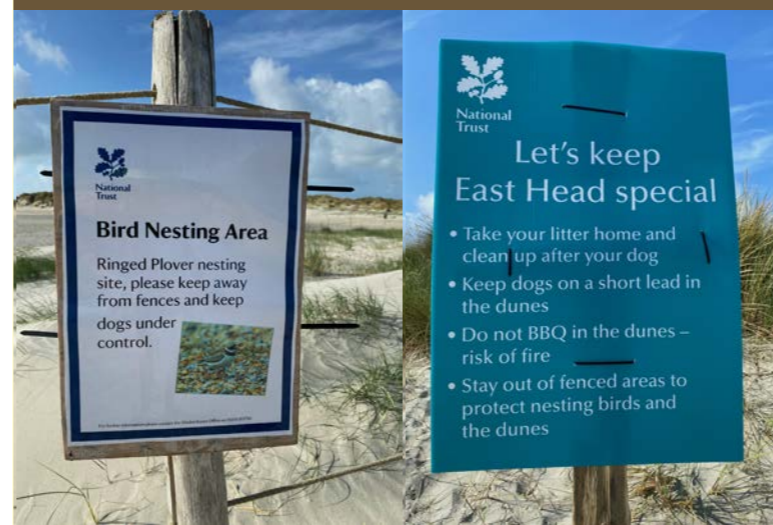 National
Trust
Bird Nesting Area
Ringed Plover nesting
site, please keep away
from fences and keep
dogs under
control.
National
Trust
Let's keep
East Head special
• Take your litter home and
clean up after your dog
• Keep dogs on a short lead in
the dunes
• Do not BBQ in the dunes –
risk of fire
• Stay out of fenced areas to
protect nesting birds and
the dunes